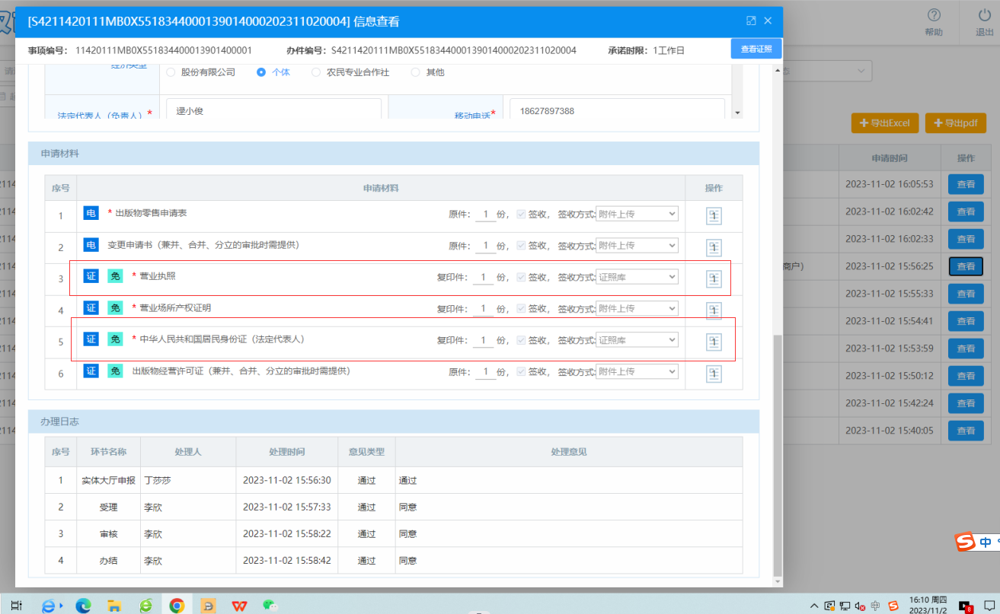 [S4211420111MB0X55183440001390140002023​11020004] 信息查看
帮助
退出
事项编号： 11420111MB0X551834400013901400001
办件编号：S4211420111MB0X5518344000139014000202311020004
承诺时限：1工作日
查看证照
经济类型
股份有限公司
个体
农民专业合作社
其他
法定代表人（负责人）*
逯小俊
移动电话*
18627897388
导出Excel
导出pdf
申请材料
序号 申请材料 操作
1 电 * 出版物零售申请表 原件： 1 份， 签收， 签收方式: 附件上传
2 电 变更申请书（兼并、合并、分立的审批时需提供） 原件： 1 份， 签收， 签收方式: 附件上传
3 证 免 * 营业执照 复印件： 1 份， 签收， 签收方式: 证照库
4 证 免 * 营业场所产权证明 复印件： 1 份， 签收， 签收方式: 附件上传
5 证 免 * 中华人民共和国居民身份证（法定代表人） 复印件： 1 份， 签收， 签收方式: 证照库
6 证 免 出版物经营许可证（兼并、合并、分立的审批时需提供） 原件： 1 份， 签收， 签收方式: 附件上传
申请时间 操作
2023-11-02 16:05:53 查看
2023-11-02 16:02:42 查看
2023-11-02 16:02:33 查看
商户) 2023-11-02 15:56:25 查看
2023-11-02 15:55:33 查看
2023-11-02 15:54:41 查看
2023-11-02 15:53:59 查看
2023-11-02 15:50:12 查看
2023-11-02 15:42:24 查看
2023-11-02 15:40:05 查看
办理日志
序号 环节名称 处理人 处理时间 意见类型 处理意见
1 实体大厅申报 丁莎莎 2023-11-02 15:56:30 通过 通过
2 受理 李欣 2023-11-02 15:57:33 通过 同意
3 审核 李欣 2023-11-02 15:58:22 通过 同意
4 办结 李欣 2023-11-02 15:58:42 通过 同意
中
16:10 周四
2023/11/2